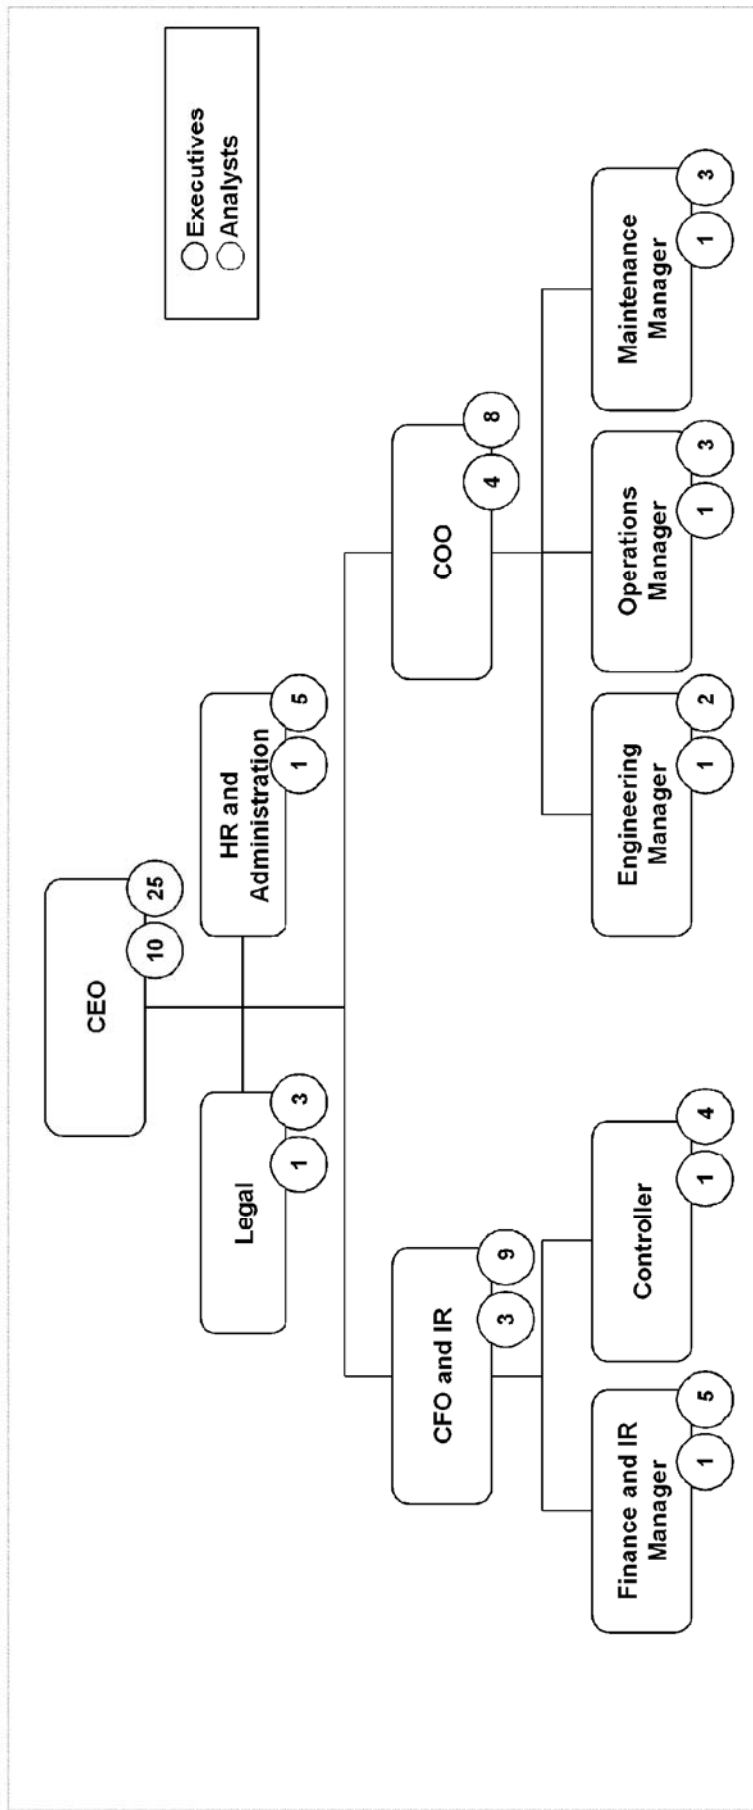 Executives
Analysts
CEO
10
25
Legal
1
3
HR and
Administration
1
5
CFO and IR
3
9
COO
4
8
Finance and IR
Manager
1
5
Controller
1
4
Engineering
Manager
1
2
Operations
Manager
1
3
Maintenance
Manager
1
3